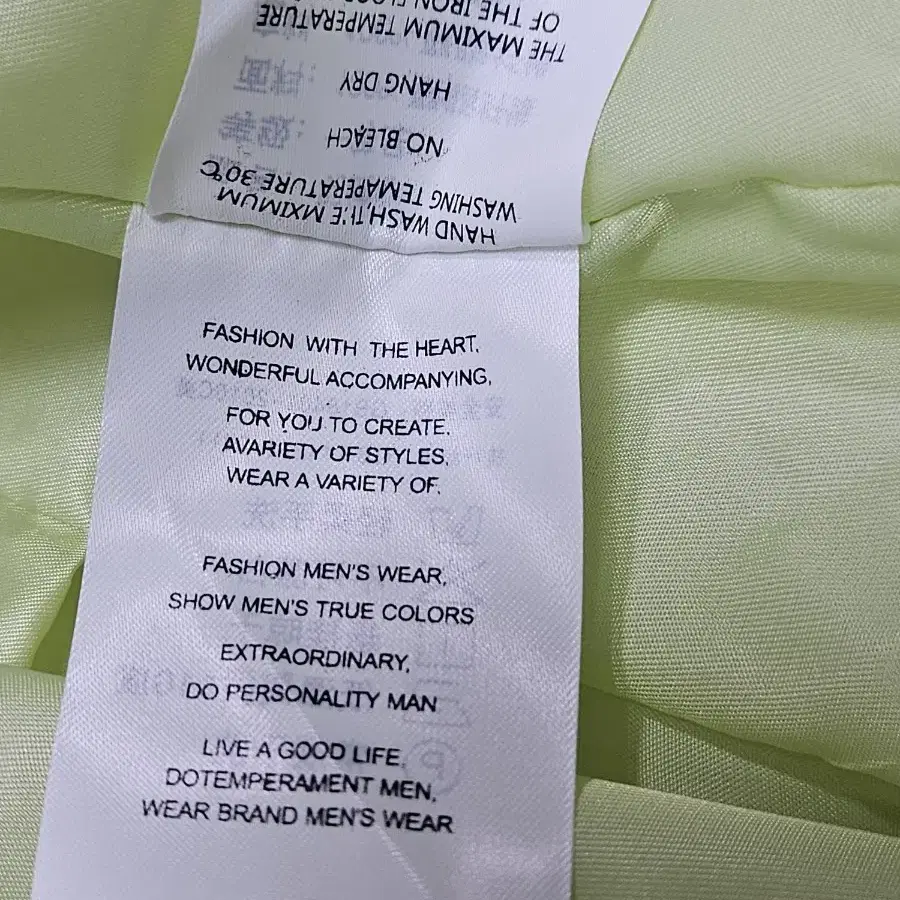 OF THE IRON
THE MAXIMUM TEMPERATURE
HANG DRY
NO BLEACH
WASHING TEMAPERATURE 30℃
HAND WASH,THE MXIMUM
FASHION WITH THE HEART.
WONDERFUL ACCOMPANYING,
FOR YOU TO CREATE.
AVARIETY OF STYLES.
WEAR A VARIETY OF.
FASHION MEN'S WEAR,
SHOW MEN'S TRUE COLORS
EXTRAORDINARY,
DO PERSONALITY MAN
LIVE A GOOD LIFE,
DOTEMPERAMENT MEN,
WEAR BRAND MEN'S WEAR